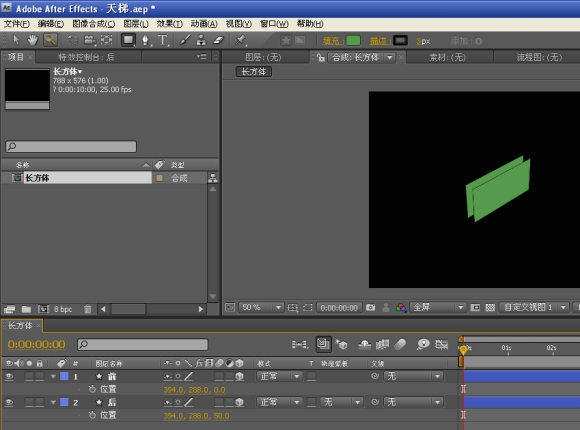 Adobe After Effects - 天梯.aep *
文件(F) 编辑(E) 图像合成(C) 图层(L) 效果(T) 动画(A) 视图(V) 窗口(W) 帮助(H)
填充: 描边: 3px 添加:
项目 特效控制台: 后 图层: (无) 合成: 长方体 素材: (无) 流程图: (无)
长方体
长方体▾
788 x 576 (1.00)
? 0:00:10:00, 25.00 fps
名称 类型
长方体 合成
8 bpc 50 % 0:00:00:00 全屏 自定义视图 1
长方体
0:00:00:00
# 图层名称 模式 T 轨道蒙板 父级 00s 01s 02s
1 前 正常 无
位置 394.0, 288.0, 0.0
2 后 正常 无 无
位置 394.0, 288.0, 50.0